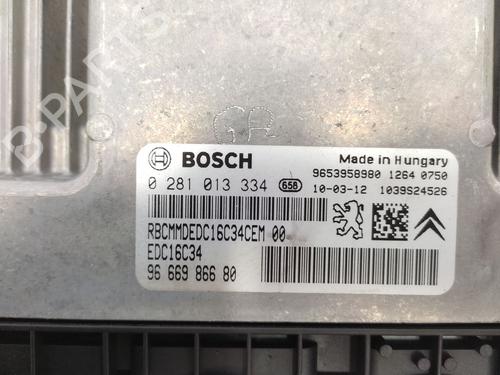 B-PARTS
GR
BOSCH
Made in Hungary
9653958980 1264 0750
0 281 013 334 658 10-03-12 1039S24526
RBCMMDEDC16C34CEM 00
EDC16C34
96 669 866 80